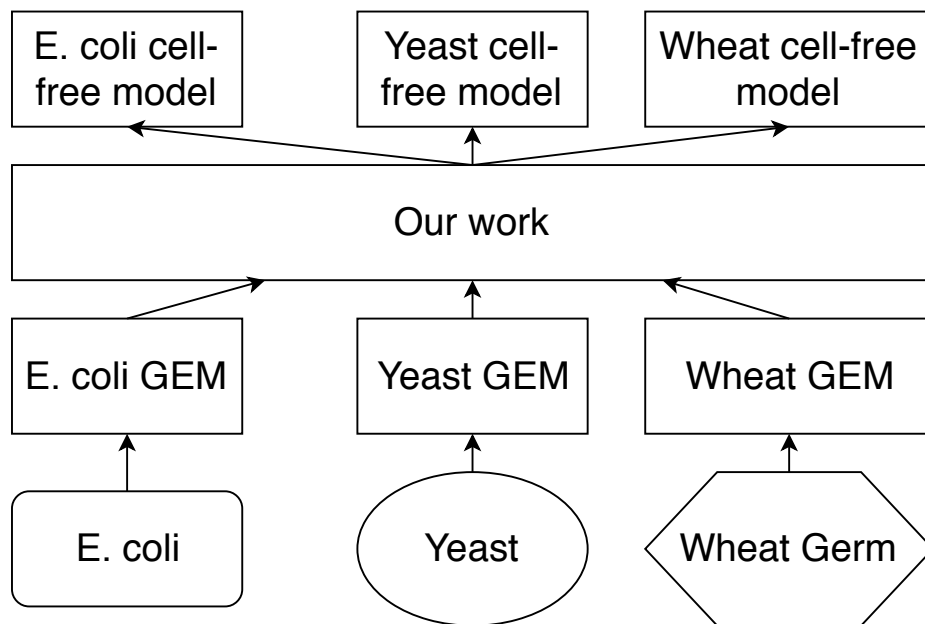 E. coli cell-
free model
Yeast cell-
free model
Wheat cell-free
model
Our work
E. coli GEM
Yeast GEM
Wheat GEM
E. coli
Yeast
Wheat Germ